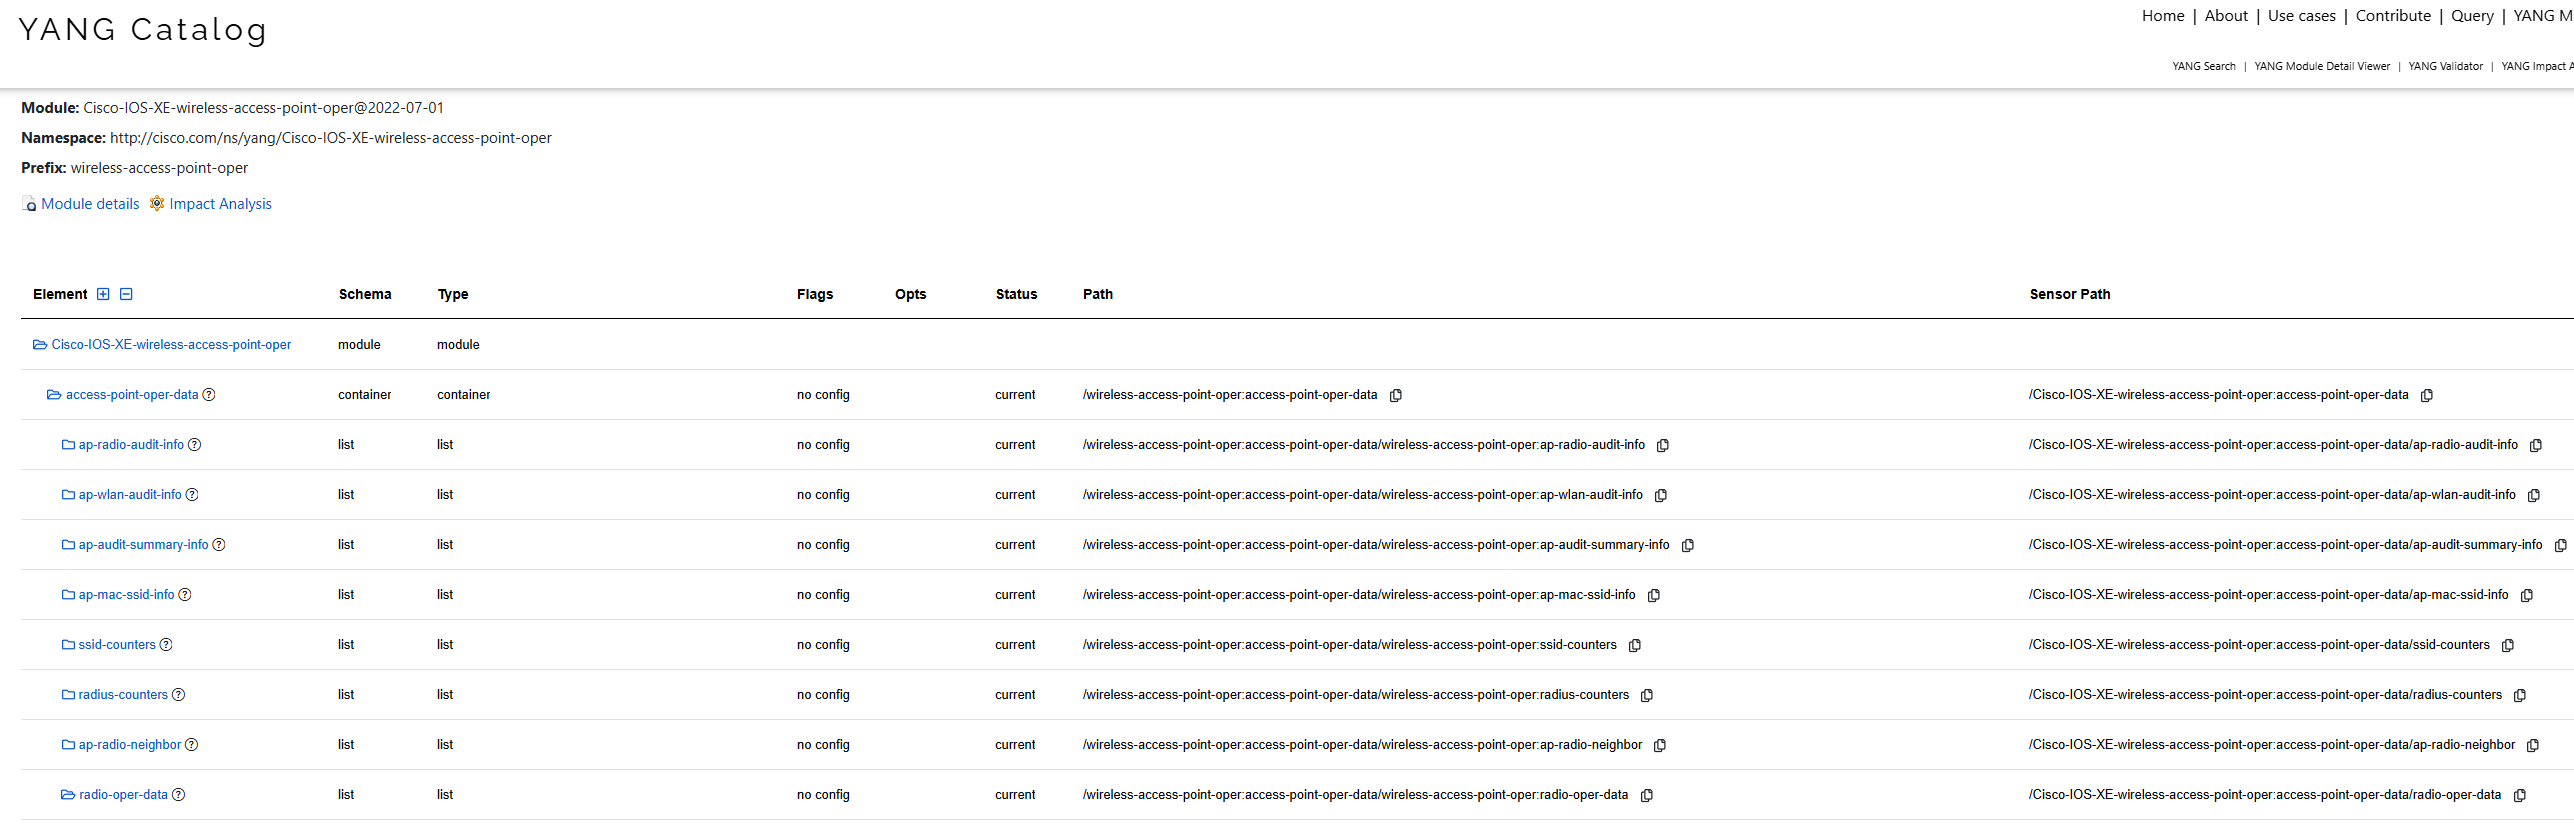 YANG Catalog
Home | About | Use cases | Contribute | Query | YANG M
YANG Search | YANG Module Detail Viewer | YANG Validator | YANG Impact A
Module: Cisco-IOS-XE-wireless-access-point-oper@2022-07-01
Namespace: http://cisco.com/ns/yang/Cisco-IOS-XE-wireless-access-point-oper
Prefix: wireless-access-point-oper
Module details Impact Analysis
Element Schema Type Flags Opts Status Path Sensor Path
Cisco-IOS-XE-wireless-access-point-oper module module
access-point-oper-data container container no config current /wireless-access-point-oper:access-point-oper-data /Cisco-IOS-XE-wireless-access-point-oper:access-point-oper-data
ap-radio-audit-info list list no config current /wireless-access-point-oper:access-point-oper-data/wireless-access-point-oper:ap-radio-audit-info /Cisco-IOS-XE-wireless-access-point-oper:access-point-oper-data/ap-radio-audit-info
ap-wlan-audit-info list list no config current /wireless-access-point-oper:access-point-oper-data/wireless-access-point-oper:ap-wlan-audit-info /Cisco-IOS-XE-wireless-access-point-oper:access-point-oper-data/ap-wlan-audit-info
ap-audit-summary-info list list no config current /wireless-access-point-oper:access-point-oper-data/wireless-access-point-oper:ap-audit-summary-info /Cisco-IOS-XE-wireless-access-point-oper:access-point-oper-data/ap-audit-summary-info
ap-mac-ssid-info list list no config current /wireless-access-point-oper:access-point-oper-data/wireless-access-point-oper:ap-mac-ssid-info /Cisco-IOS-XE-wireless-access-point-oper:access-point-oper-data/ap-mac-ssid-info
ssid-counters list list no config current /wireless-access-point-oper:access-point-oper-data/wireless-access-point-oper:ssid-counters /Cisco-IOS-XE-wireless-access-point-oper:access-point-oper-data/ssid-counters
radius-counters list list no config current /wireless-access-point-oper:access-point-oper-data/wireless-access-point-oper:radius-counters /Cisco-IOS-XE-wireless-access-point-oper:access-point-oper-data/radius-counters
ap-radio-neighbor list list no config current /wireless-access-point-oper:access-point-oper-data/wireless-access-point-oper:ap-radio-neighbor /Cisco-IOS-XE-wireless-access-point-oper:access-point-oper-data/ap-radio-neighbor
radio-oper-data list list no config current /wireless-access-point-oper:access-point-oper-data/wireless-access-point-oper:radio-oper-data /Cisco-IOS-XE-wireless-access-point-oper:access-point-oper-data/radio-oper-data